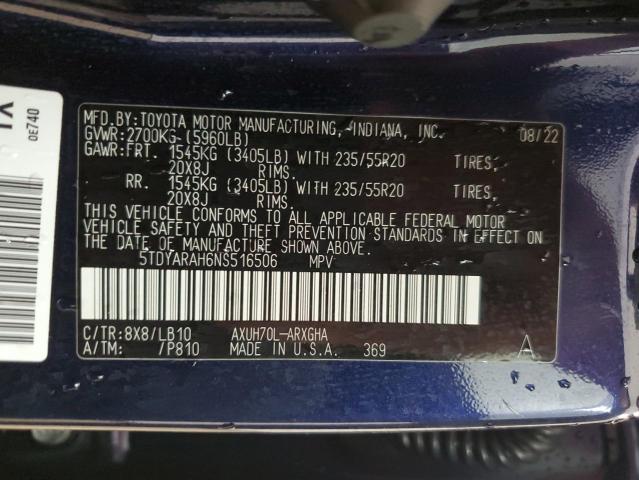 MFD.BY:TOYOTA MOTOR MANUFACTURING, INDIANA, INC. 08/22
GVWR:2700KG (5960LB)
GAWR:FRT. 1545KG (3405LB) WITH 235/55R20 TIRES,
20X8J RIMS.
RR. 1545KG (3405LB) WITH 235/55R20 TIRES,
20X8J RIMS.
THIS VEHICLE CONFORMS TO ALL APPLICABLE FEDERAL MOTOR
VEHICLE SAFETY AND THEFT PREVENTION STANDARDS IN EFFECT ON
THE DATE OF MANUFACTURE SHOWN ABOVE.
5TDYARAH6NS516506 MPV
C/TR:8X8/LB10 AXUH70L-ARXGHA
A/TM: /P810 MADE IN U.S.A. 369 A
0E740